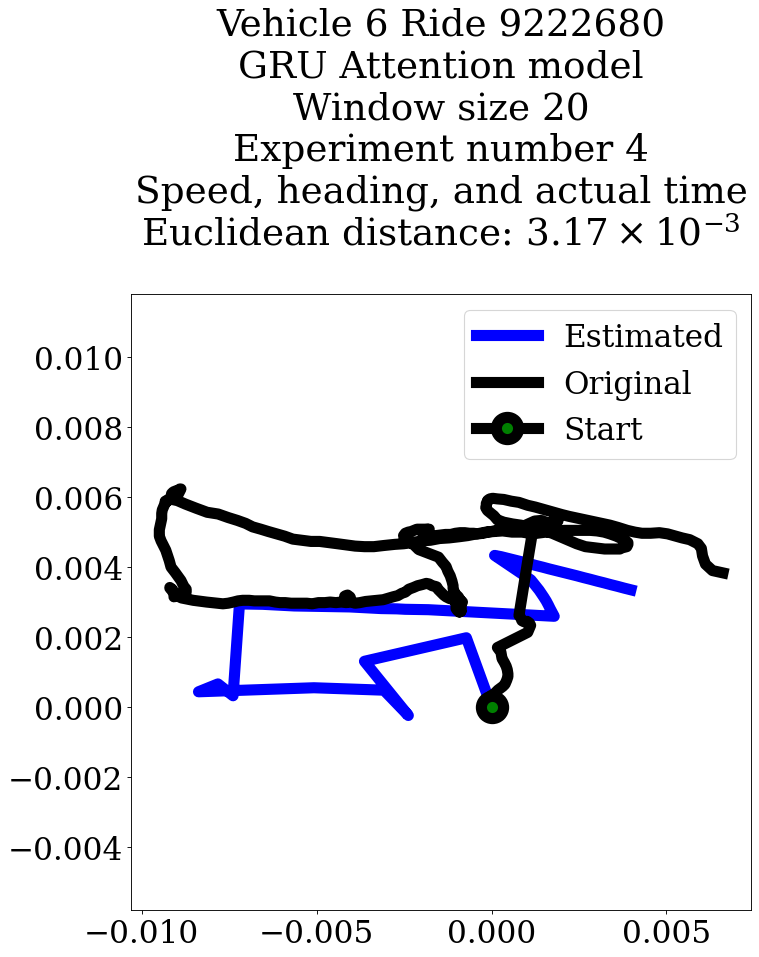 Vehicle 6 Ride 9222680
GRU Attention model
Window size 20
Experiment number 4
Speed, heading, and actual time
Euclidean distance: 3.17 × 10⁻³
Estimated
Original
Start
0.010
0.008
0.006
0.004
0.002
0.000
−0.002
−0.004
−0.010 −0.005 0.000 0.005